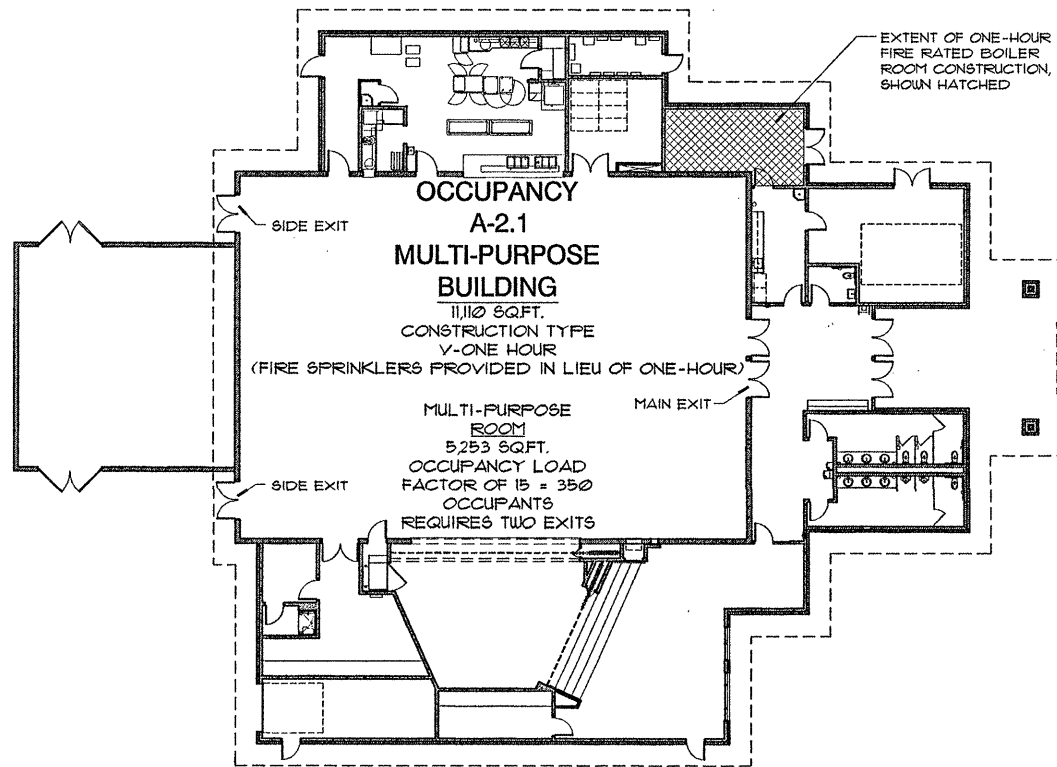 EXTENT OF ONE-HOUR
FIRE RATED BOILER
ROOM CONSTRUCTION,
SHOWN HATCHED
OCCUPANCY
A-2.1
MULTI-PURPOSE
BUILDING
11,110 SQ.FT.
CONSTRUCTION TYPE
V-ONE HOUR
(FIRE SPRINKLERS PROVIDED IN LIEU OF ONE-HOUR)
SIDE EXIT
MAIN EXIT
MULTI-PURPOSE
ROOM
5,253 SQ.FT.
OCCUPANCY LOAD
FACTOR OF 15 = 350
OCCUPANTS
REQUIRES TWO EXITS
SIDE EXIT